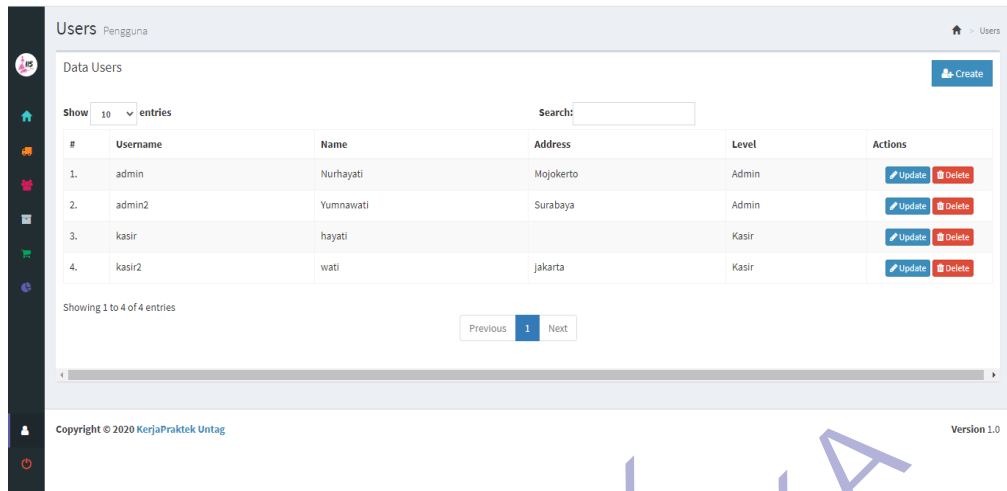 Users Pengguna
> Users
Data Users
Create
Show 10 entries
Search:
# Username Name Address Level Actions
1. admin Nurhayati Mojokerto Admin Update Delete
2. admin2 Yumnawati Surabaya Admin Update Delete
3. kasir hayati Kasir Update Delete
4. kasir2 wati jakarta Kasir Update Delete
Showing 1 to 4 of 4 entries
Previous 1 Next
Copyright © 2020 KerjaPraktek Untag
Version 1.0